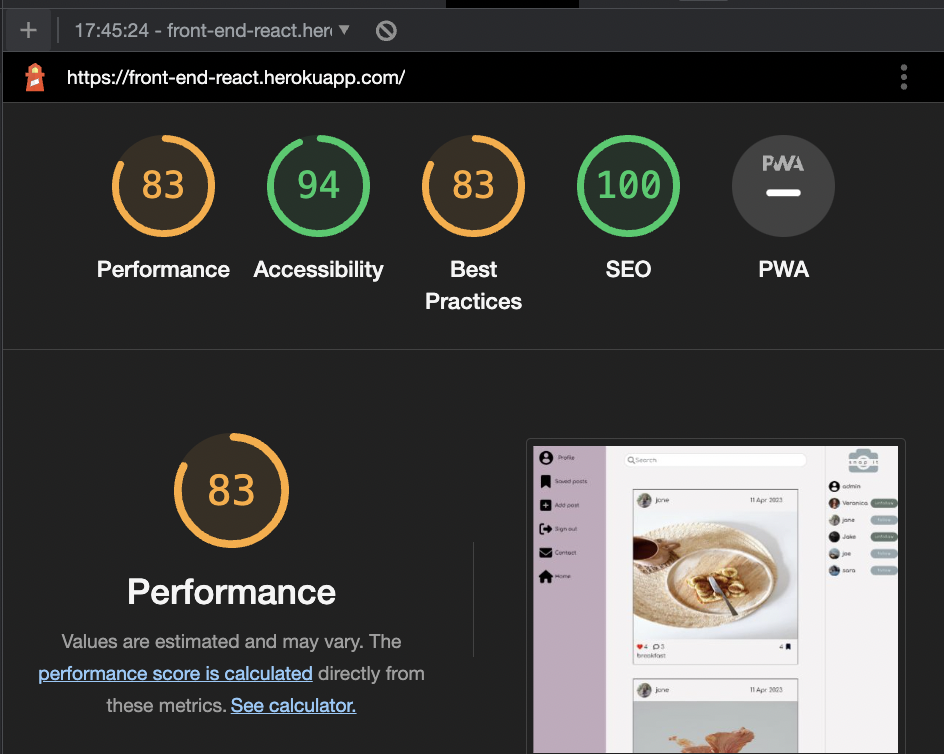 17:45:24 - front-end-react.her
https://front-end-react.herokuapp.com/
83
94
83
100
PWA
Performance
Accessibility
Best
Practices
SEO
PWA
83
Performance
Values are estimated and may vary. The
performance score is calculated directly from
these metrics. See calculator.
Profile
Saved posts
Add post
Sign out
Contact
Home
Search
jane
11 Apr 2023
4
3
4
breakfast
jane
11 Apr 2023
snap it
admin
Veronica
unfollow
jane
follow
Jake
unfollow
joe
follow
sara
follow